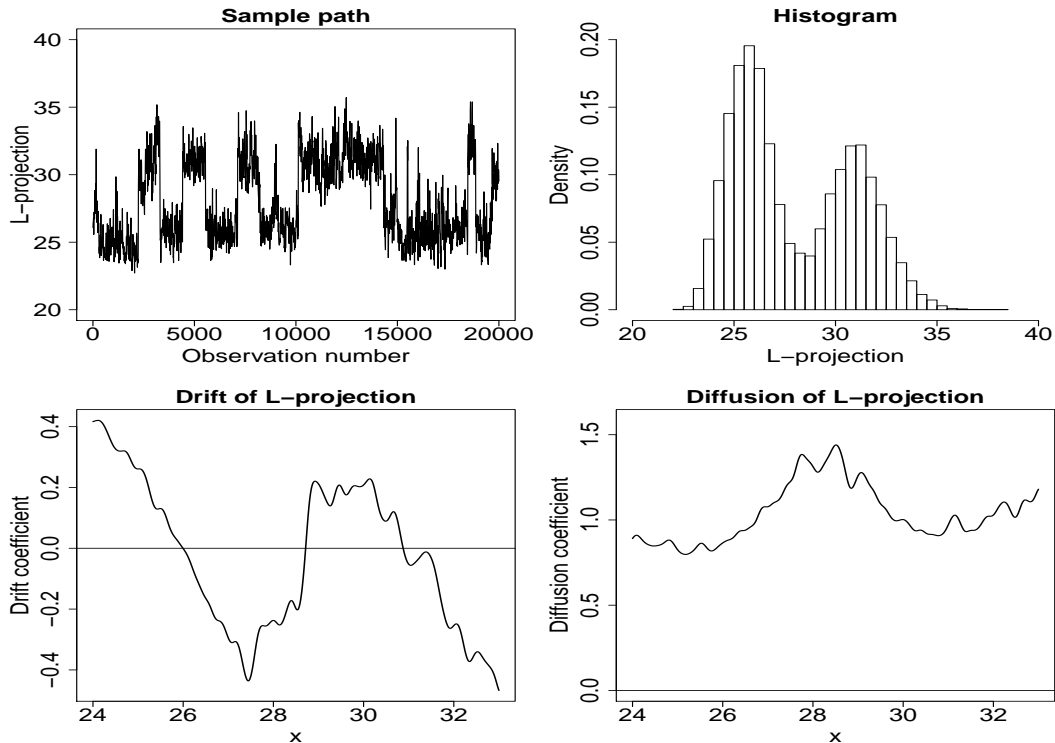 Sample path
L−projection
40
35
30
25
20
0 5000 10000 15000 20000
Observation number
Histogram
Density
0.20
0.15
0.10
0.05
0.00
20 25 30 35 40
L−projection
Drift of L−projection
Drift coefficient
0.4
0.2
0.0
−0.2
−0.4
24 26 28 30 32
x
Diffusion of L−projection
Diffusion coefficient
1.5
1.0
0.5
0.0
24 26 28 30 32
x